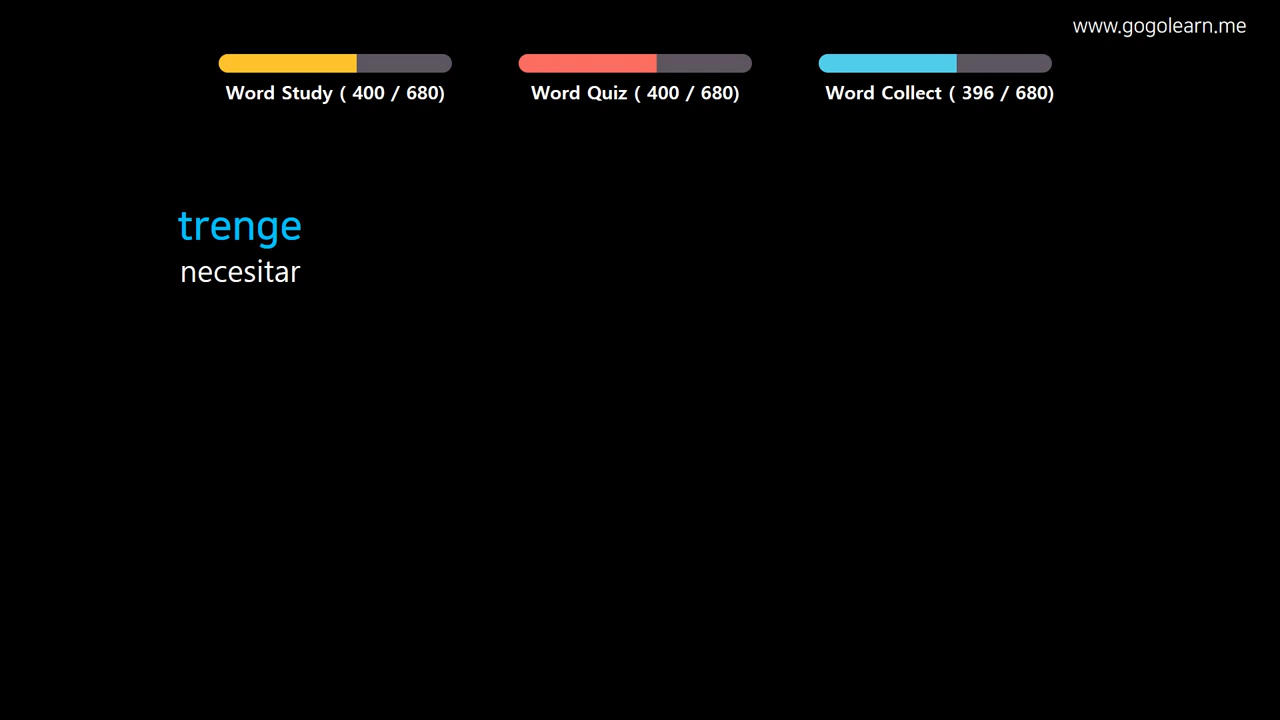 www.gogolearn.me
Word Study ( 400 / 680)
Word Quiz ( 400 / 680)
Word Collect ( 396 / 680)
trenge
necesitar